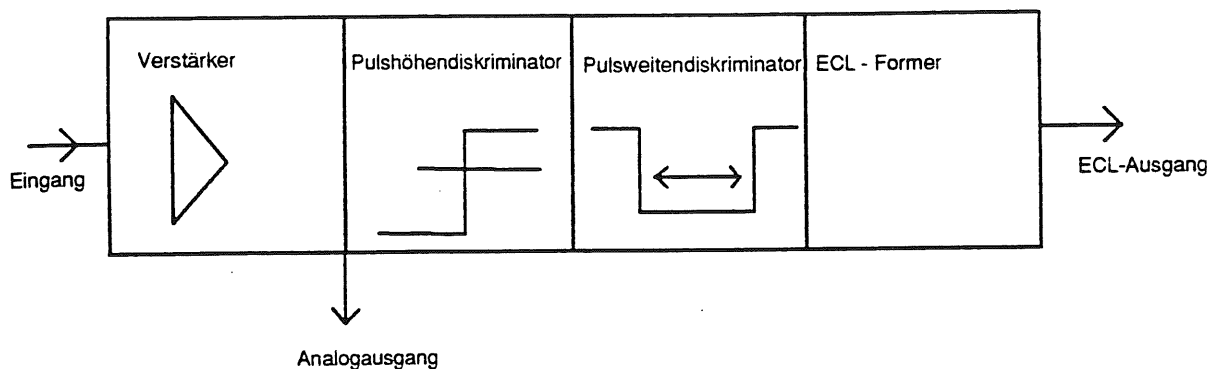 Verstärker
Pulshöhendiskriminator
Pulsweitendiskriminator
ECL - Former
Eingang
ECL-Ausgang
Analogausgang